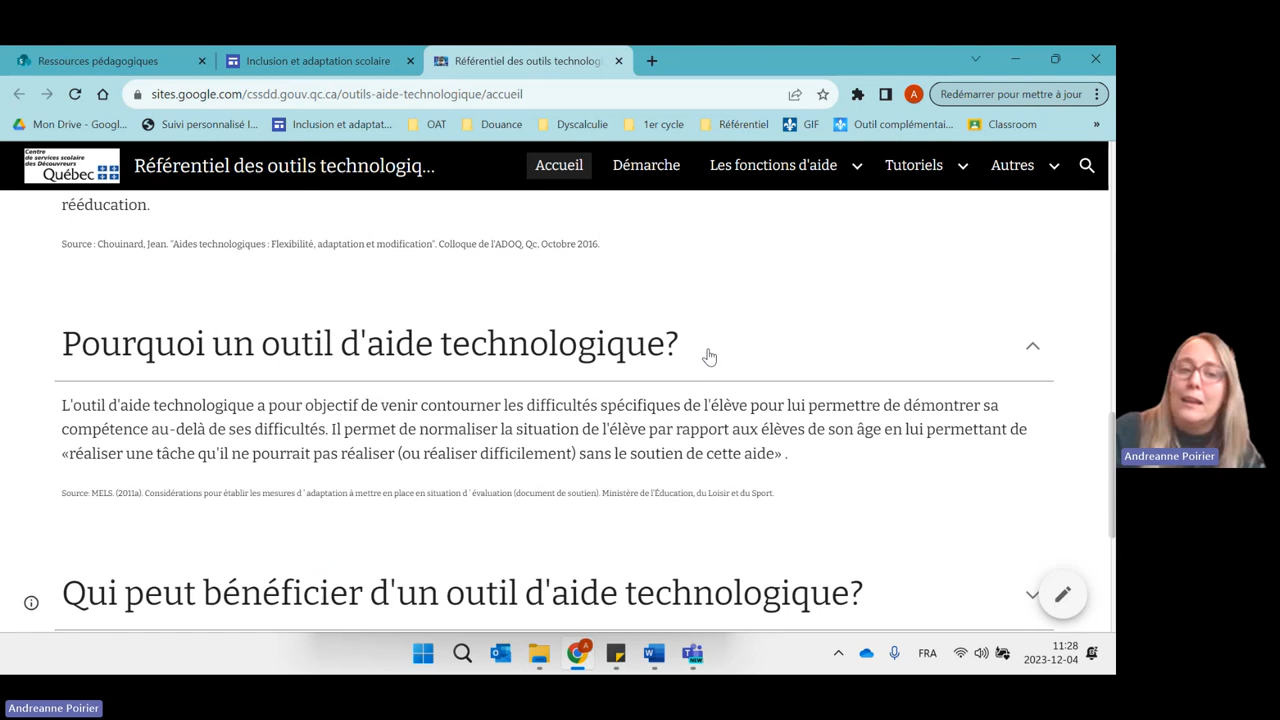 Ressources pédagogiques
Inclusion et adaptation scolaire
Référentiel des outils technolog
sites.google.com/cssdd.gouv.qc.ca/outils-aide-technologique/accueil
A
Redémarrer pour mettre à jour
Mon Drive - Googl...
Suivi personnalisé I...
Inclusion et adaptat...
OAT
Douance
Dyscalculie
1er cycle
Référentiel
GIF
Outil complémentai...
Classroom
»
Centre
de services scolaire
des Découvreurs
Québec
Référentiel des outils technologiq...
Accueil
Démarche
Les fonctions d'aide
Tutoriels
Autres
rééducation.
Source : Chouinard, Jean. "Aides technologiques : Flexibilité, adaptation et modification". Colloque de l'ADOQ, Qc, Octobre 2016.
Pourquoi un outil d'aide technologique?
L'outil d'aide technologique a pour objectif de venir contourner les difficultés spécifiques de l'élève pour lui permettre de démontrer sa
compétence au-delà de ses difficultés. Il permet de normaliser la situation de l'élève par rapport aux élèves de son âge en lui permettant de
«réaliser une tâche qu'il ne pourrait pas réaliser (ou réaliser difficilement) sans le soutien de cette aide» .
Source: MELS. (2011a). Considérations pour établir les mesures d ' adaptation à mettre en place en situation d ' évaluation (document de soutien). Ministère de l'Éducation, du Loisir et du Sport.
Andreanne Poirier
Qui peut bénéficier d'un outil d'aide technologique?
A
NEW
FRA
11:28
2023-12-04
Andreanne Poirier